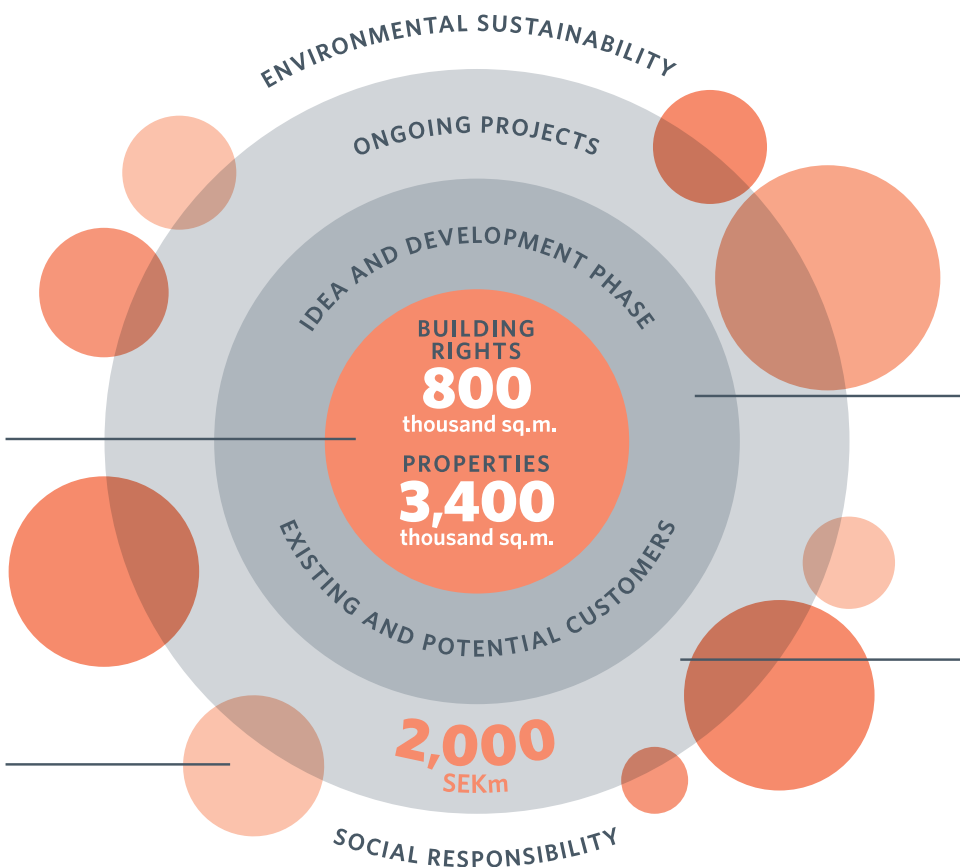 ENVIRONMENTAL SUSTAINABILITY
ONGOING PROJECTS
IDEA AND DEVELOPMENT PHASE
BUILDING
RIGHTS
800
thousand sq.m.
PROPERTIES
3,400
thousand sq.m.
EXISTING AND POTENTIAL CUSTOMERS
2,000
SEKm
SOCIAL RESPONSIBILITY